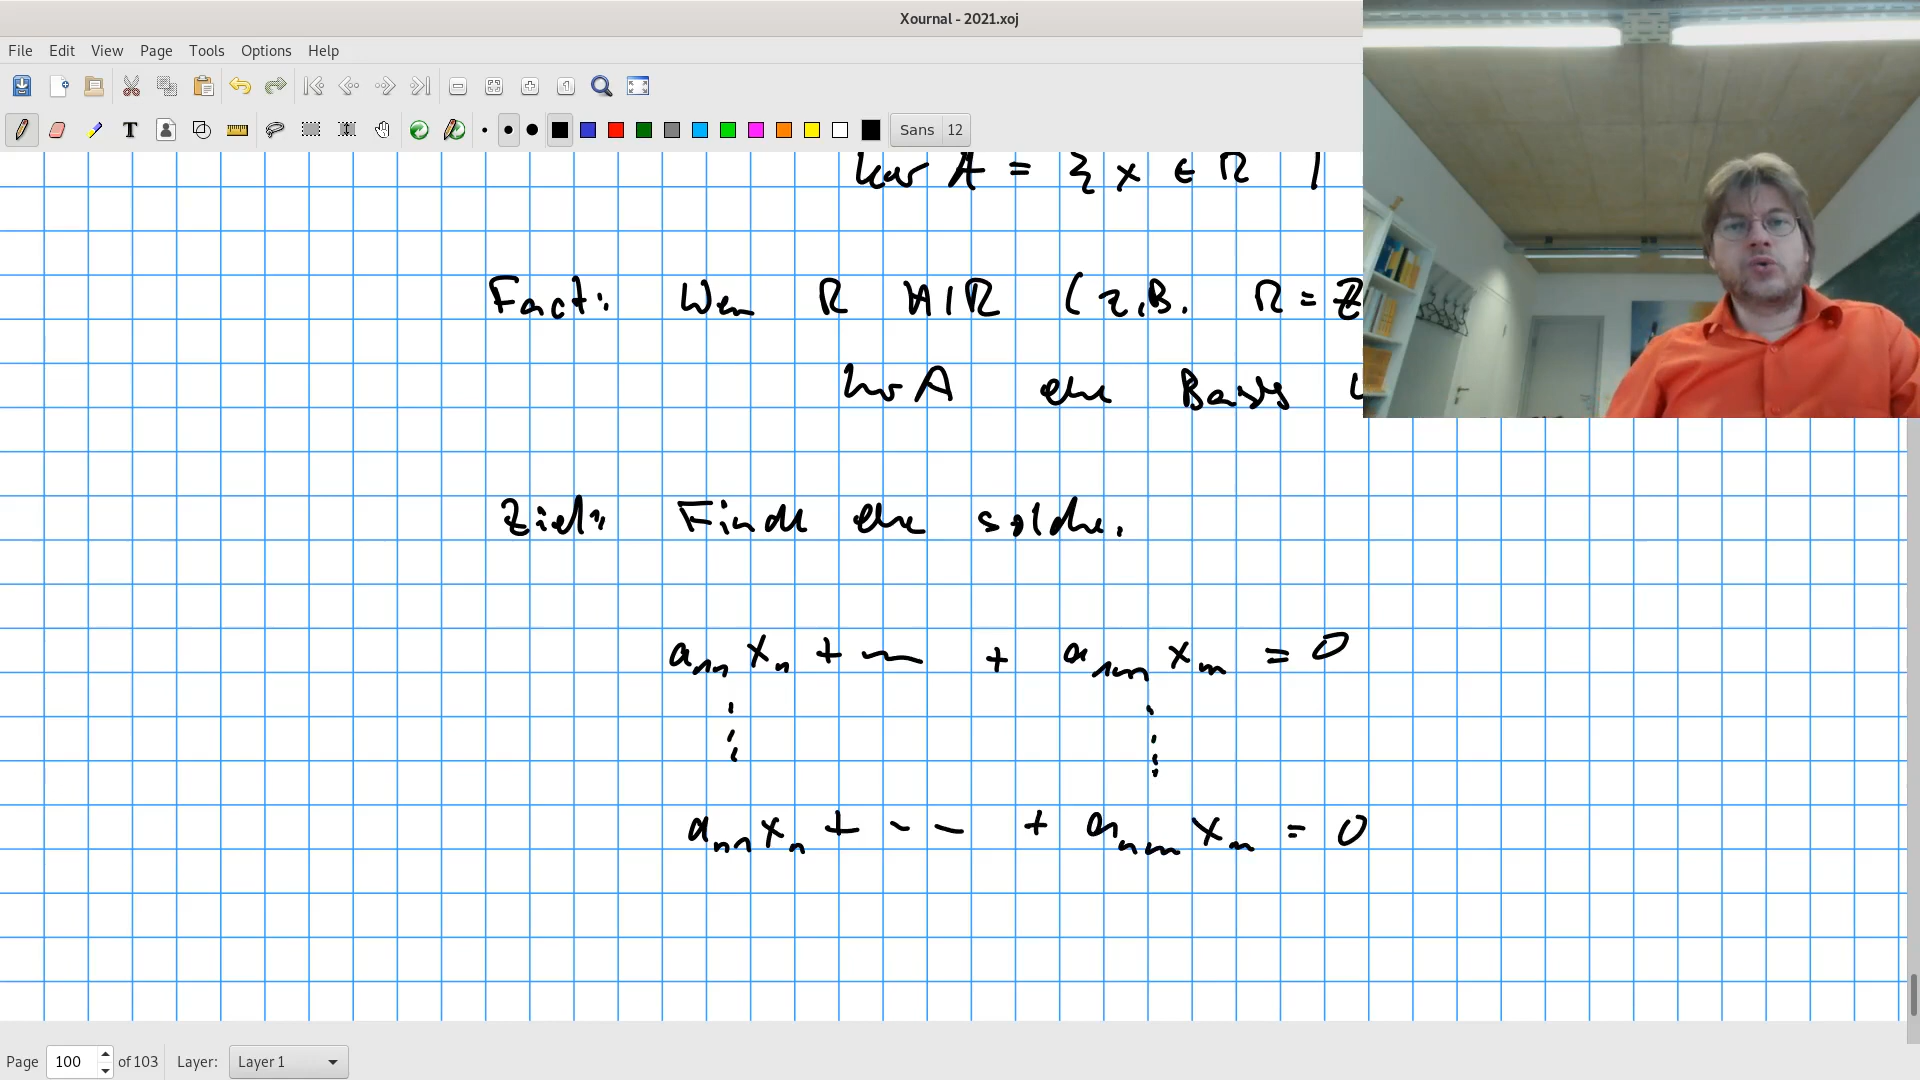 Xournal - 2021.xoj
File Edit View Page Tools Options Help
Sans 12
ker A = { x ∈ R |
Fact: Wenn R HIR (z.B. R = Z
ker A eine Basis
Ziel: Finde eine solche.
a₁₁ x₁ + ... + a₁ₘ xₘ = 0
⋮ ⋮
aₙ₁ x₁ + - - + aₙₘ xₘ = 0
Page 100 of 103 Layer: Layer 1